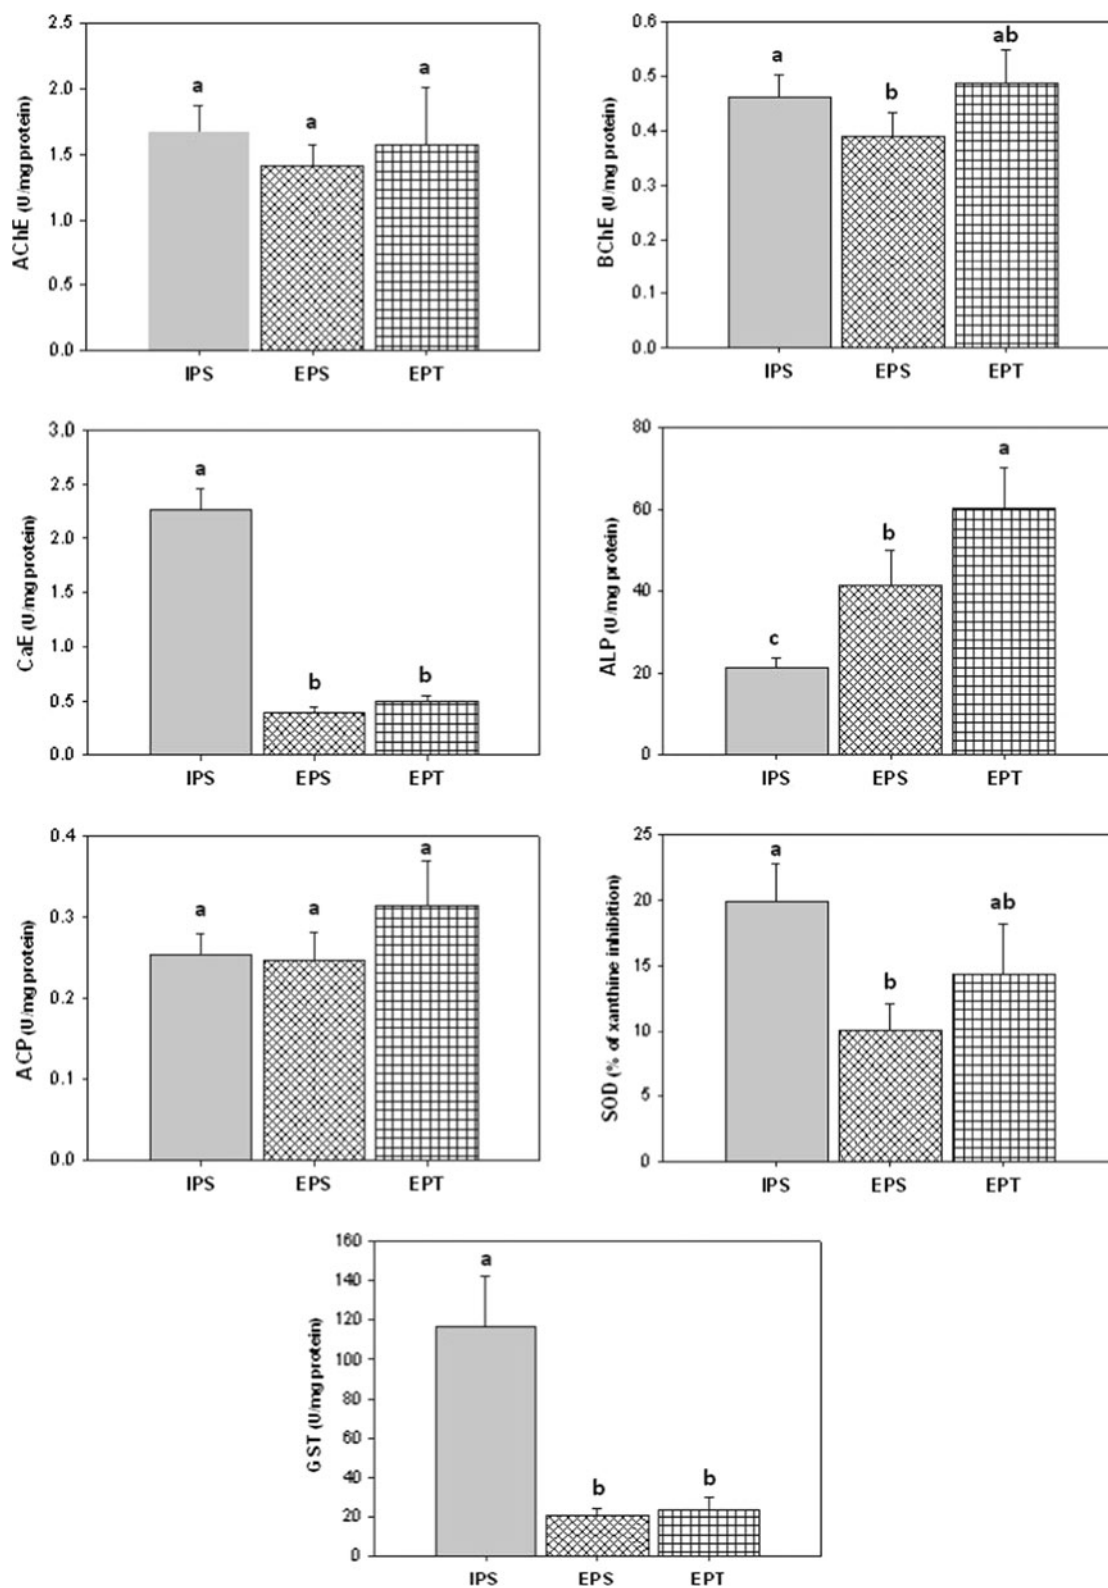 AChE (U/mg protein)
2.5
2.0
1.5
1.0
0.5
0.0
a
a
a
IPS EPS EPT
BChE (U/mg protein)
0.6
0.5
0.4
0.3
0.2
0.1
0.0
a
b
ab
IPS EPS EPT
CaE (U/mg protein)
3.0
2.5
2.0
1.5
1.0
0.5
0.0
a
b
b
IPS EPS EPT
ALP (U/mg protein)
80
60
40
20
0
c
b
a
IPS EPS EPT
ACP (U/mg protein)
0.4
0.3
0.2
0.1
0.0
a
a
a
IPS EPS EPT
SOD (% of xanthine inhibition)
25
20
15
10
5
0
a
b
ab
IPS EPS EPT
GST (U/mg protein)
160
140
120
100
80
60
40
20
0
a
b
b
IPS EPS EPT